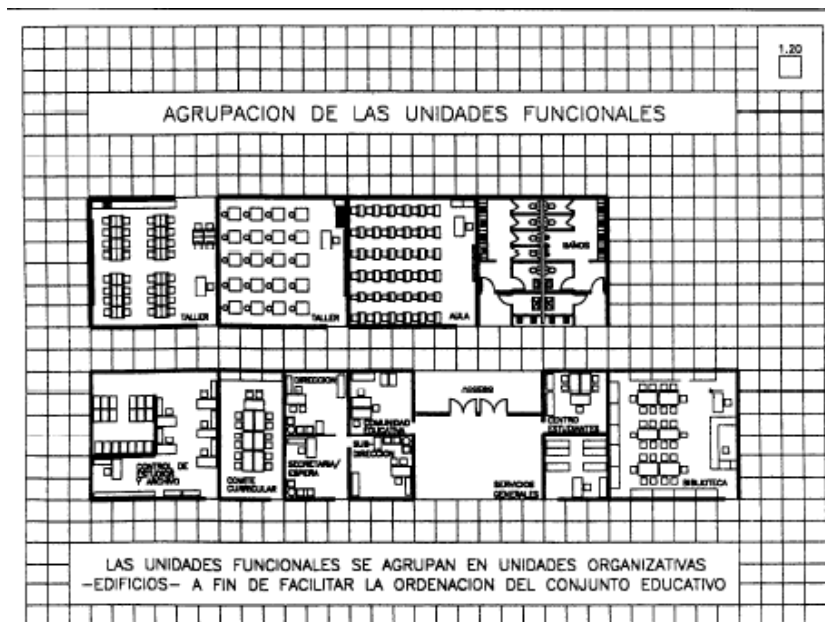 1.20
AGRUPACION DE LAS UNIDADES FUNCIONALES
BAÑOS
TALLER
TALLER
AULA
DIRECCION
ACCESO
COMUNIDAD
EDUCATIVA
CENTRO
ESTUDIANTES
SUB-
DIRECCION
CONTROL DE
ESTUDIOS
Y ARCHIVO
COMITE
CURRICULAR
SECRETARIA/
ESPERA
SERVICIOS
GENERALES
BIBLIOTECA
LAS UNIDADES FUNCIONALES SE AGRUPAN EN UNIDADES ORGANIZATIVAS
-EDIFICIOS- A FIN DE FACILITAR LA ORDENACION DEL CONJUNTO EDUCATIVO